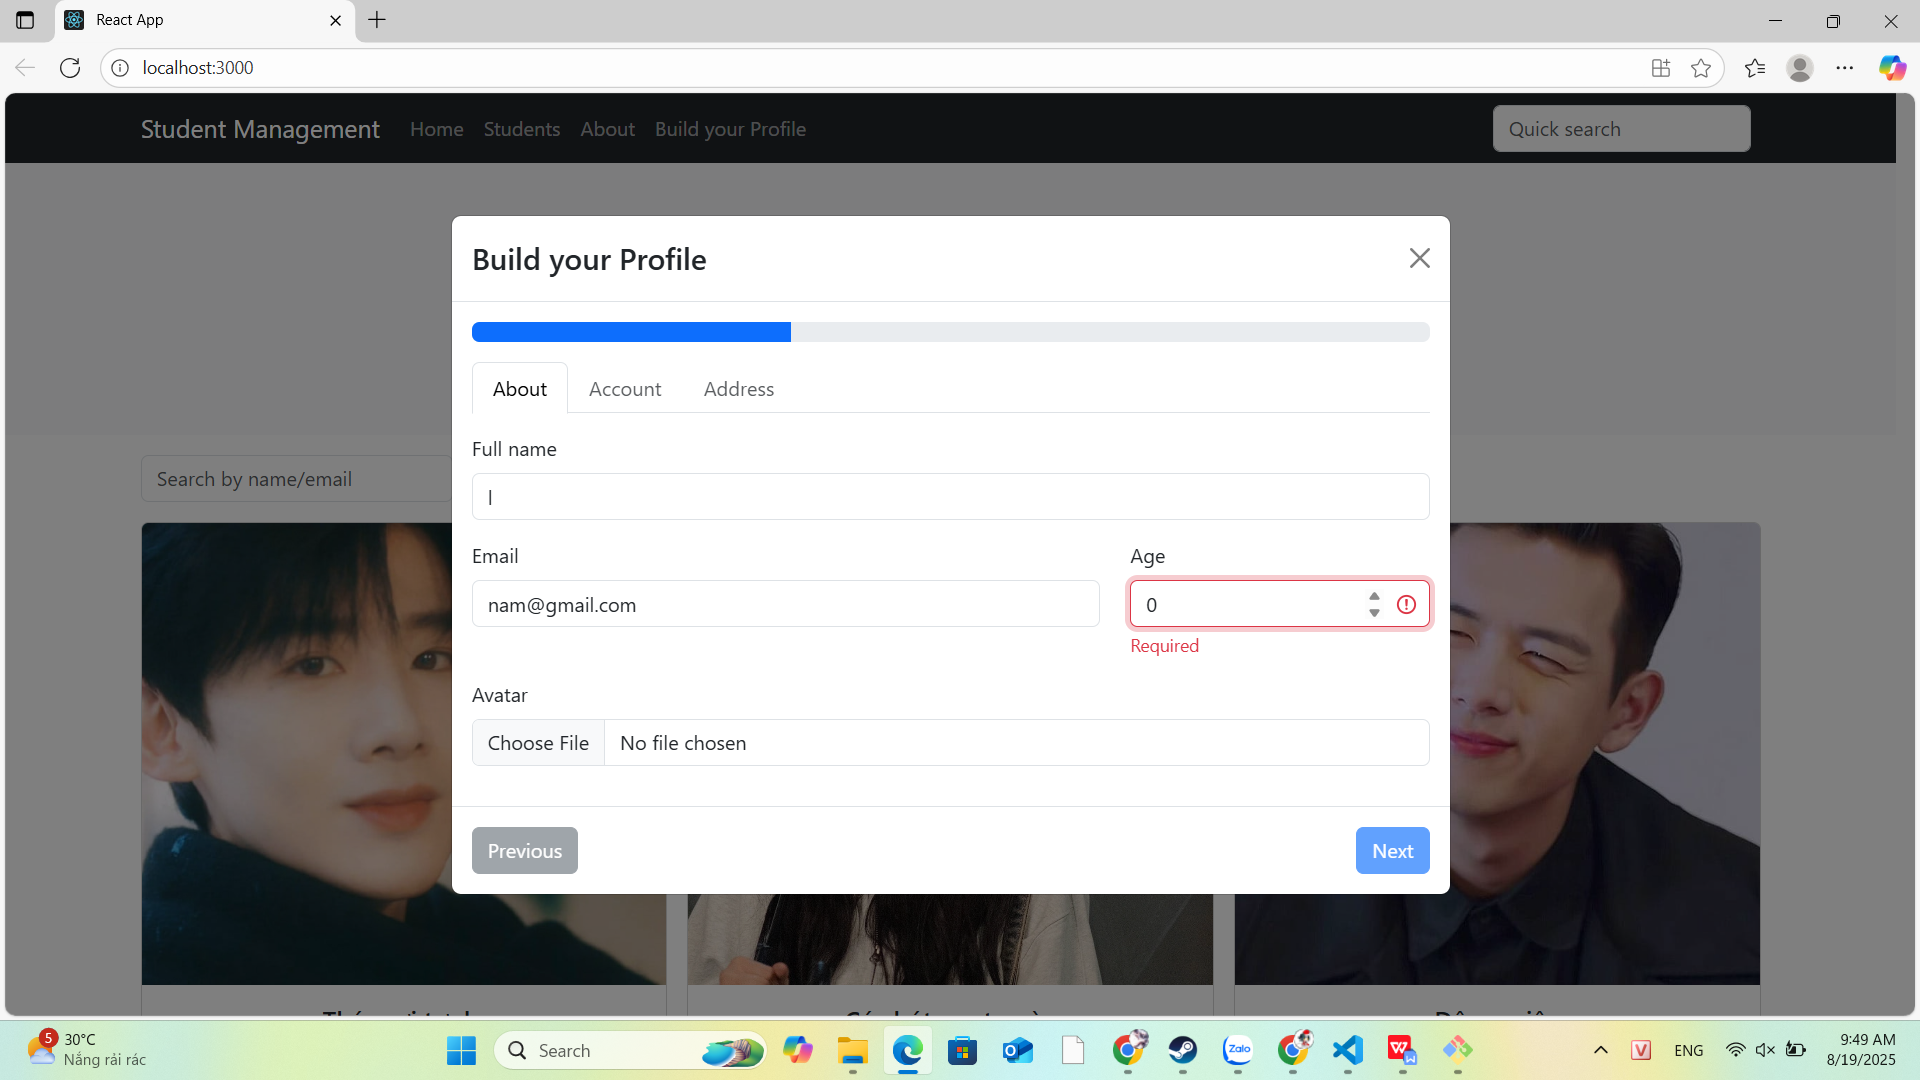 React App
localhost:3000
Student Management Home Students About Build your Profile Quick search
Build your Profile
About Account Address
Full name
l
Search by name/email
Email Age
nam@gmail.com 0
Required
Avatar
Choose File No file chosen
Previous Next
5 30°C
Nắng rải rác
Search
Zalo
ENG
9:49 AM
8/19/2025